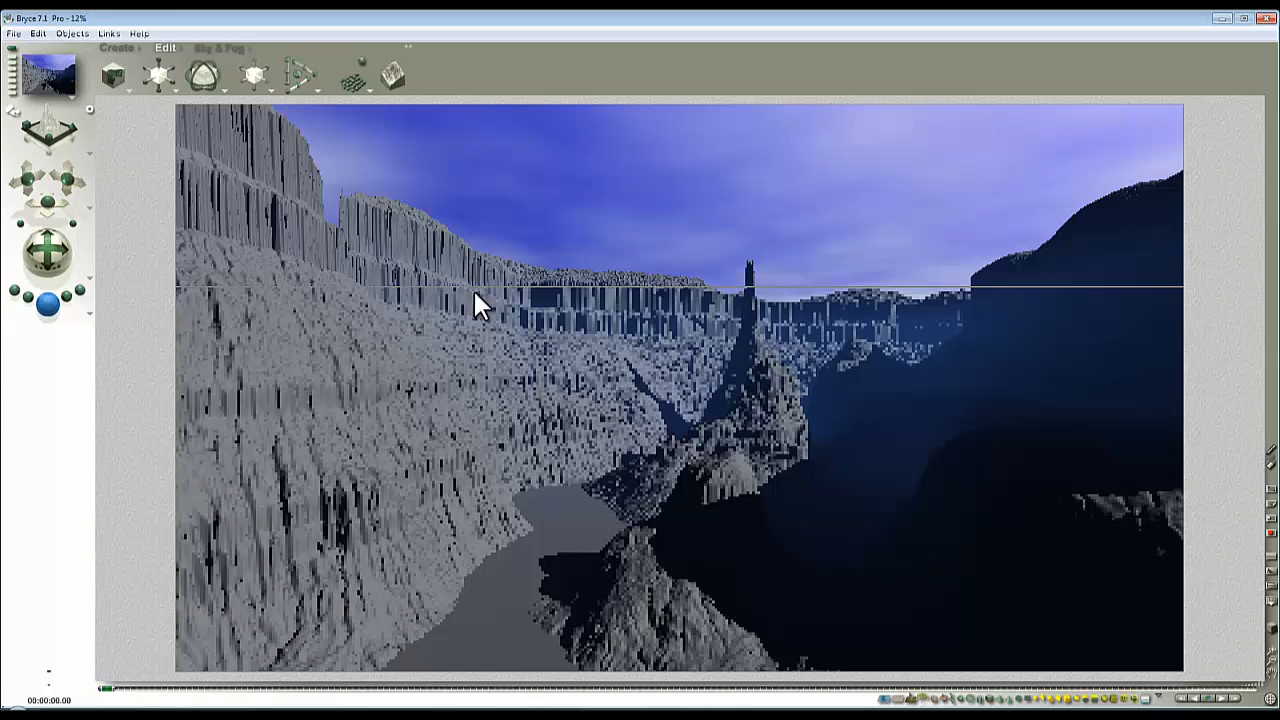 Bryce 7.1 Pro - 12%
File Edit Objects Links Help
Create Edit Sky & Fog
00:00:00.00